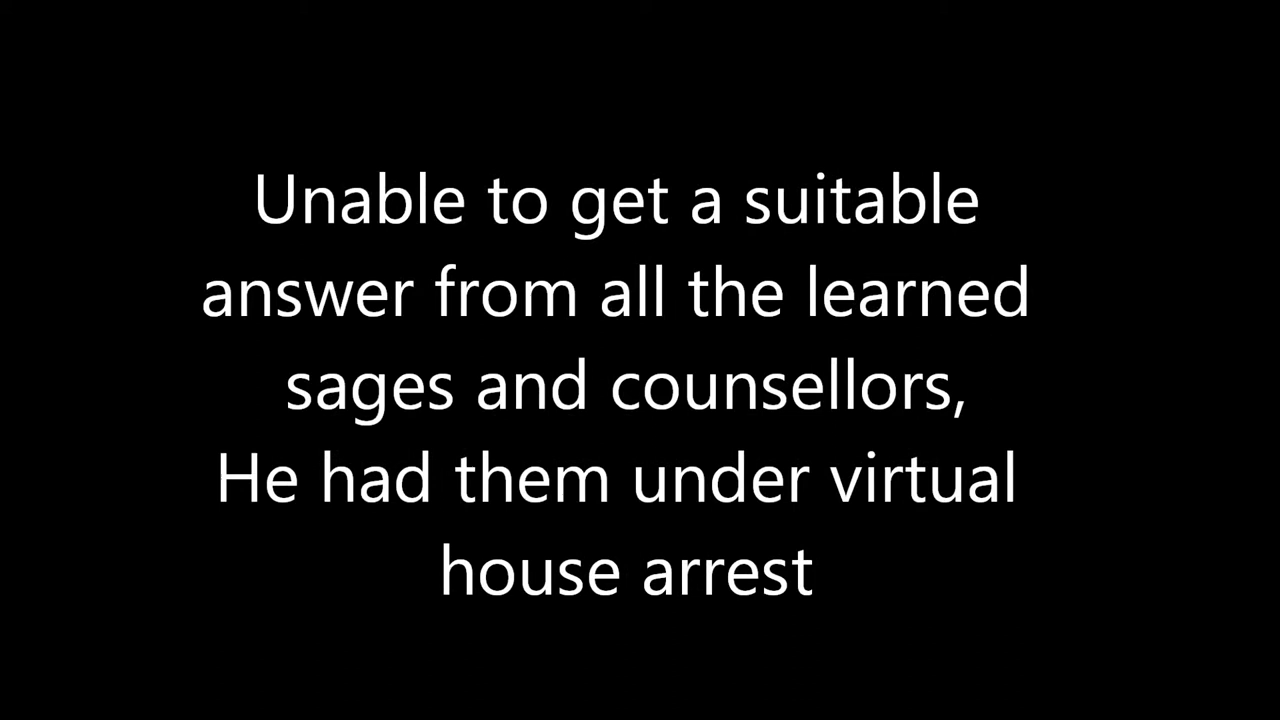 Unable to get a suitable
answer from all the learned
sages and counsellors,
He had them under virtual
house arrest